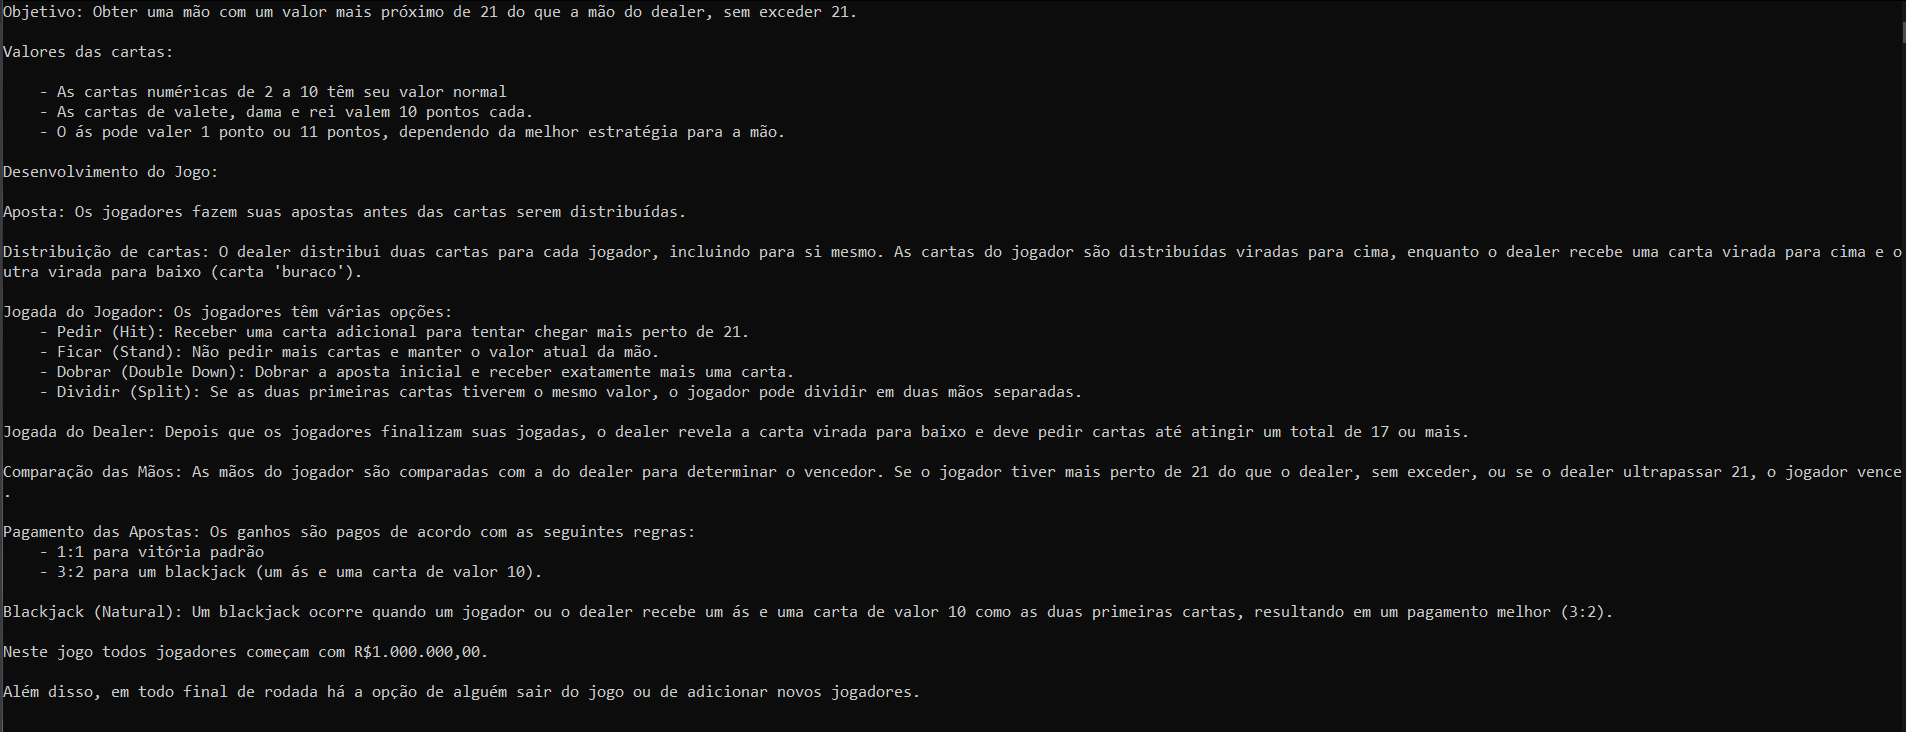 Objetivo: Obter uma mão com um valor mais próximo de 21 do que a mão do dealer, sem exceder 21.
Valores das cartas:
- As cartas numéricas de 2 a 10 têm seu valor normal
- As cartas de valete, dama e rei valem 10 pontos cada.
- O ás pode valer 1 ponto ou 11 pontos, dependendo da melhor estratégia para a mão.
Desenvolvimento do Jogo:
Aposta: Os jogadores fazem suas apostas antes das cartas serem distribuídas.
Distribuição de cartas: O dealer distribui duas cartas para cada jogador, incluindo para si mesmo. As cartas do jogador são distribuídas viradas para cima, enquanto o dealer recebe uma carta virada para cima e o
utra virada para baixo (carta 'buraco').
Jogada do Jogador: Os jogadores têm várias opções:
- Pedir (Hit): Receber uma carta adicional para tentar chegar mais perto de 21.
- Ficar (Stand): Não pedir mais cartas e manter o valor atual da mão.
- Dobrar (Double Down): Dobrar a aposta inicial e receber exatamente mais uma carta.
- Dividir (Split): Se as duas primeiras cartas tiverem o mesmo valor, o jogador pode dividir em duas mãos separadas.
Jogada do Dealer: Depois que os jogadores finalizam suas jogadas, o dealer revela a carta virada para baixo e deve pedir cartas até atingir um total de 17 ou mais.
Comparação das Mãos: As mãos do jogador são comparadas com a do dealer para determinar o vencedor. Se o jogador tiver mais perto de 21 do que o dealer, sem exceder, ou se o dealer ultrapassar 21, o jogador vence
.
Pagamento das Apostas: Os ganhos são pagos de acordo com as seguintes regras:
- 1:1 para vitória padrão
- 3:2 para um blackjack (um ás e uma carta de valor 10).
Blackjack (Natural): Um blackjack ocorre quando um jogador ou o dealer recebe um ás e uma carta de valor 10 como as duas primeiras cartas, resultando em um pagamento melhor (3:2).
Neste jogo todos jogadores começam com R$1.000.000,00.
Além disso, em todo final de rodada há a opção de alguém sair do jogo ou de adicionar novos jogadores.